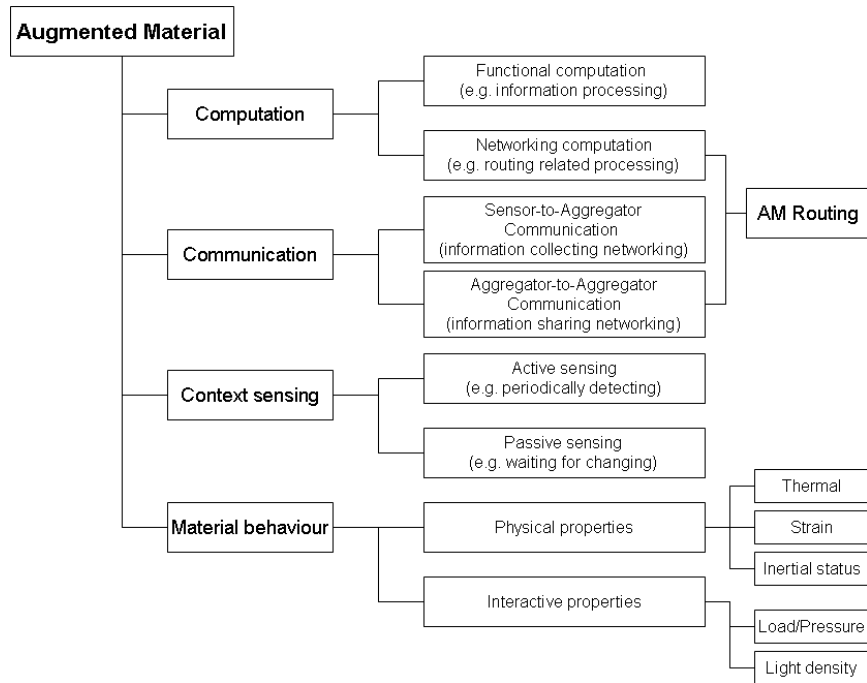 Augmented Material
Computation
Functional computation
(e.g. information processing)
Networking computation
(e.g. routing related processing)
AM Routing
Communication
Sensor-to-Aggregator
Communication
(information collecting networking)
Aggregator-to-Aggregator
Communication
(information sharing networking)
Context sensing
Active sensing
(e.g. periodically detecting)
Passive sensing
(e.g. waiting for changing)
Material behaviour
Physical properties
Thermal
Strain
Inertial status
Interactive properties
Load/Pressure
Light density